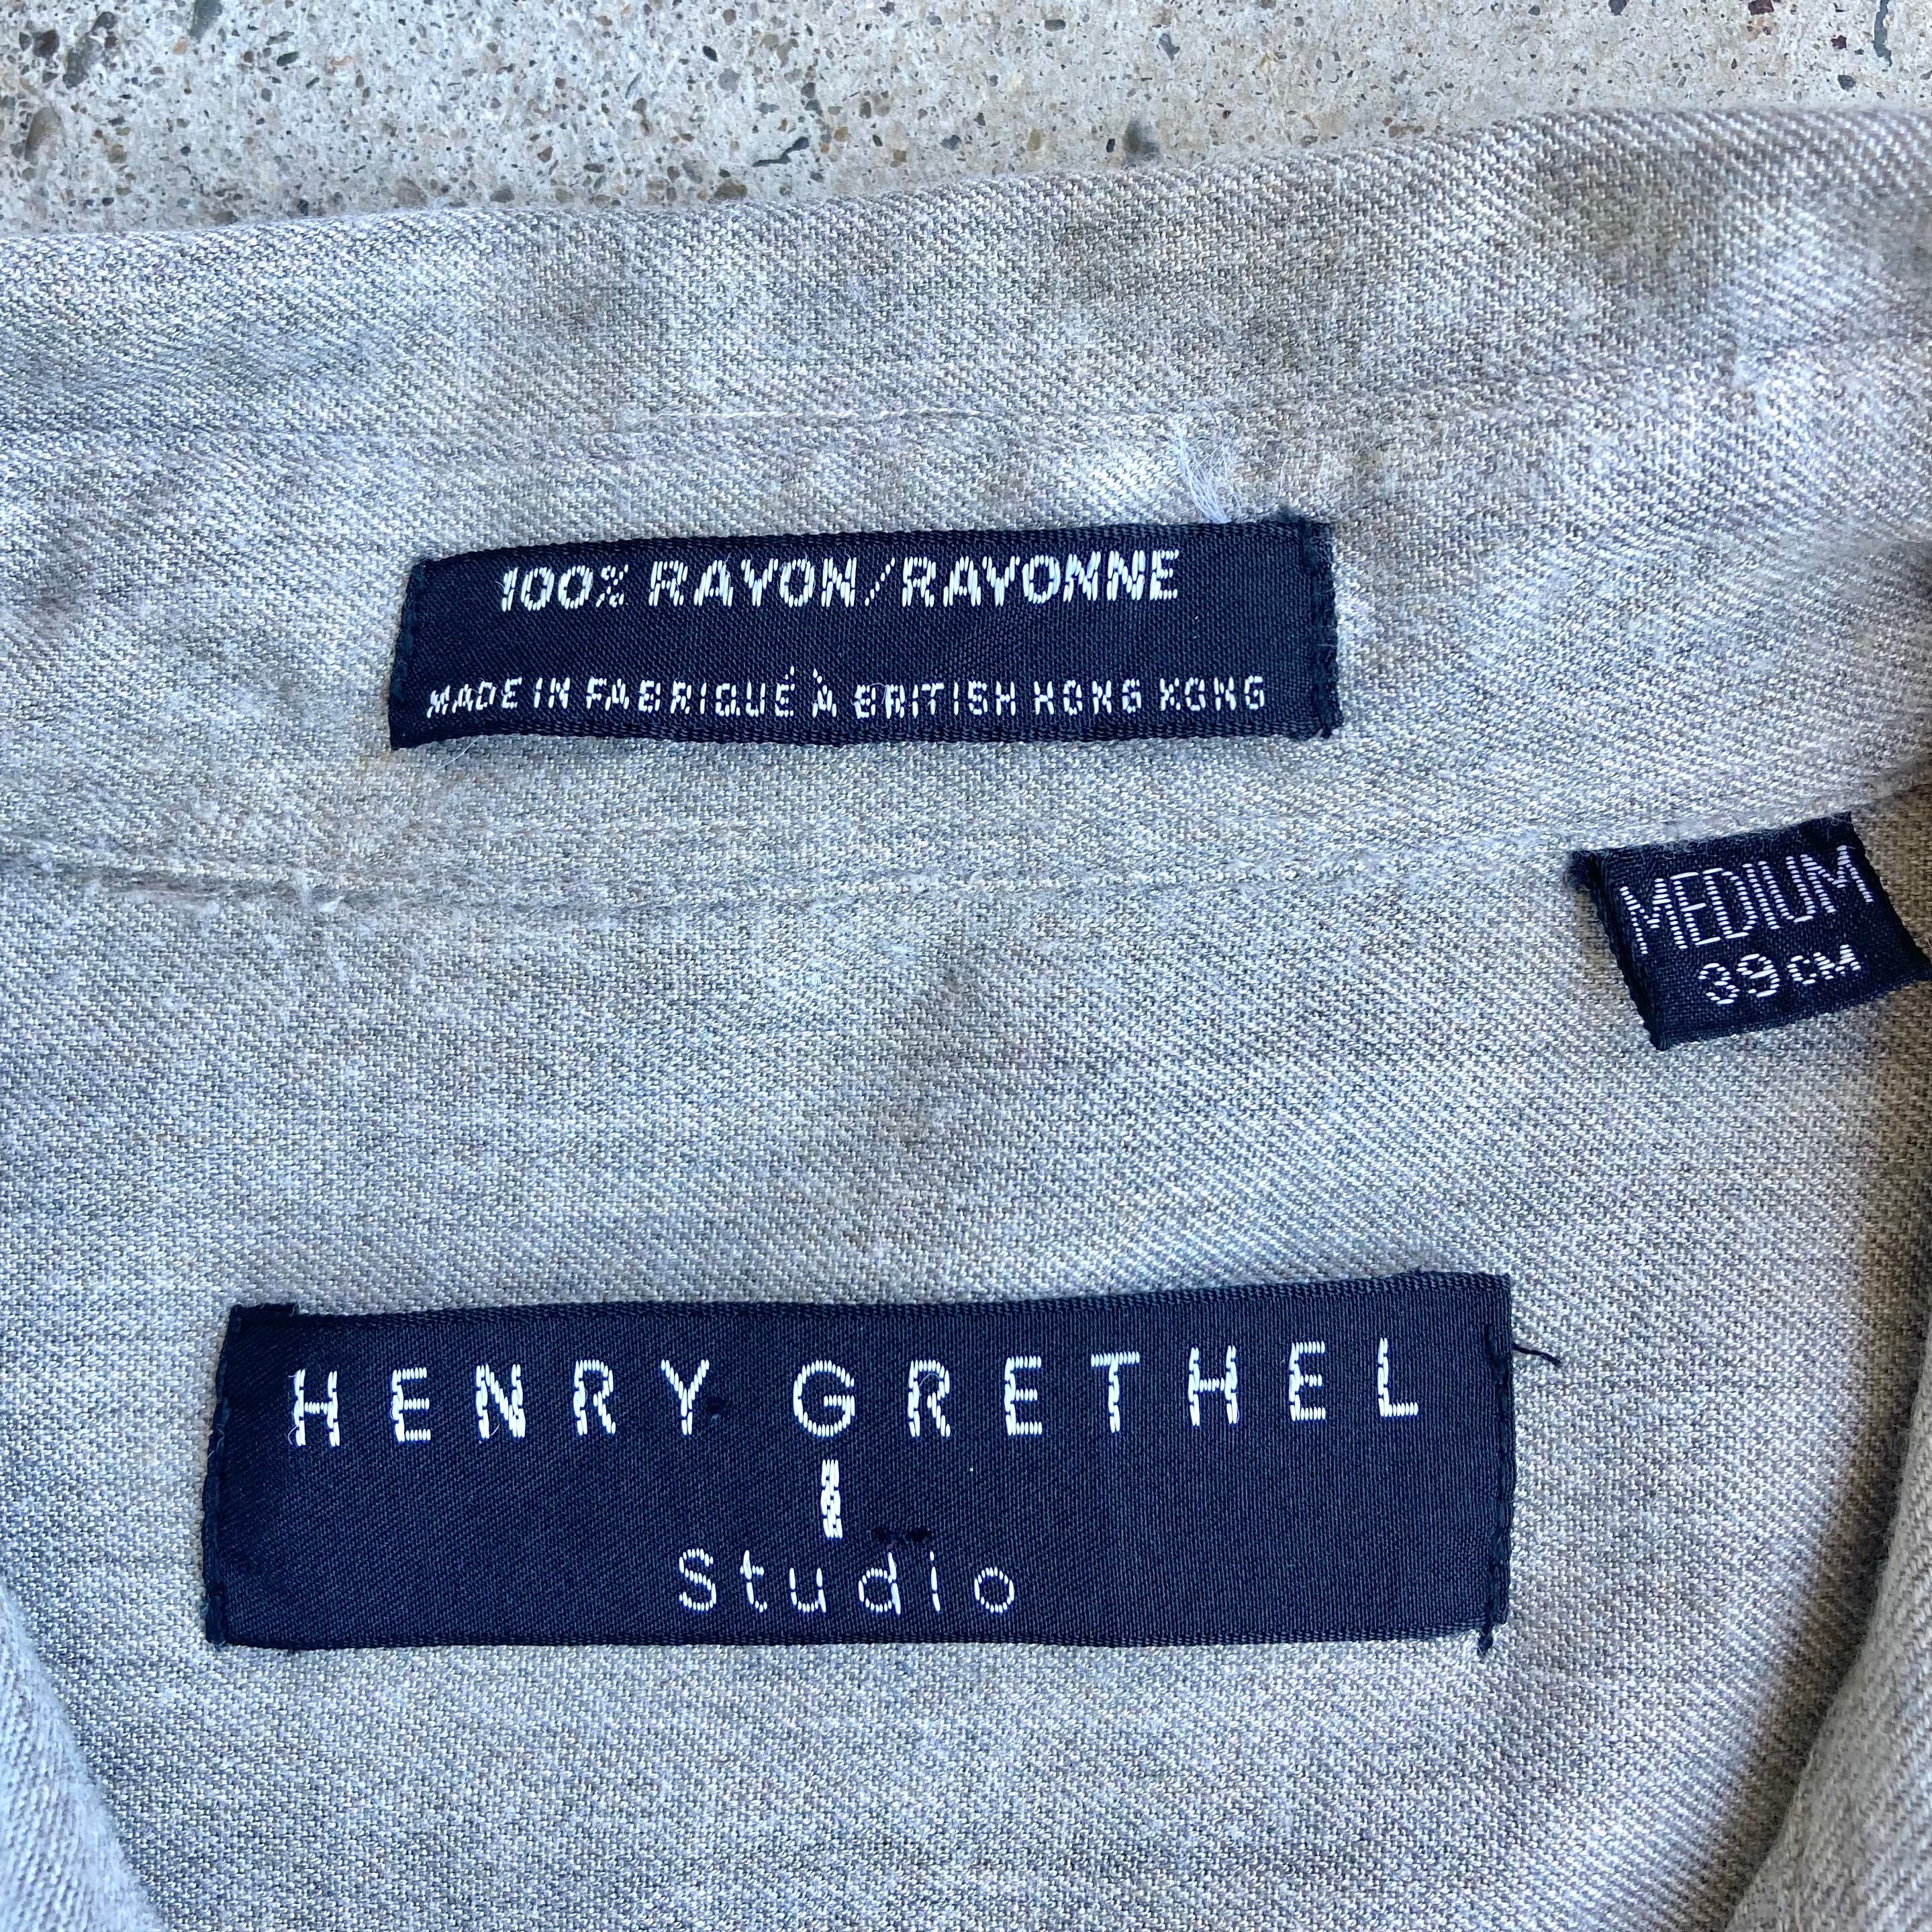 100% RAYON/RAYONNE
MADE IN FABRIQUÉ À BRITISH HONG KONG
MEDIUM
39 CM
HENRY GRETHEL
Studio